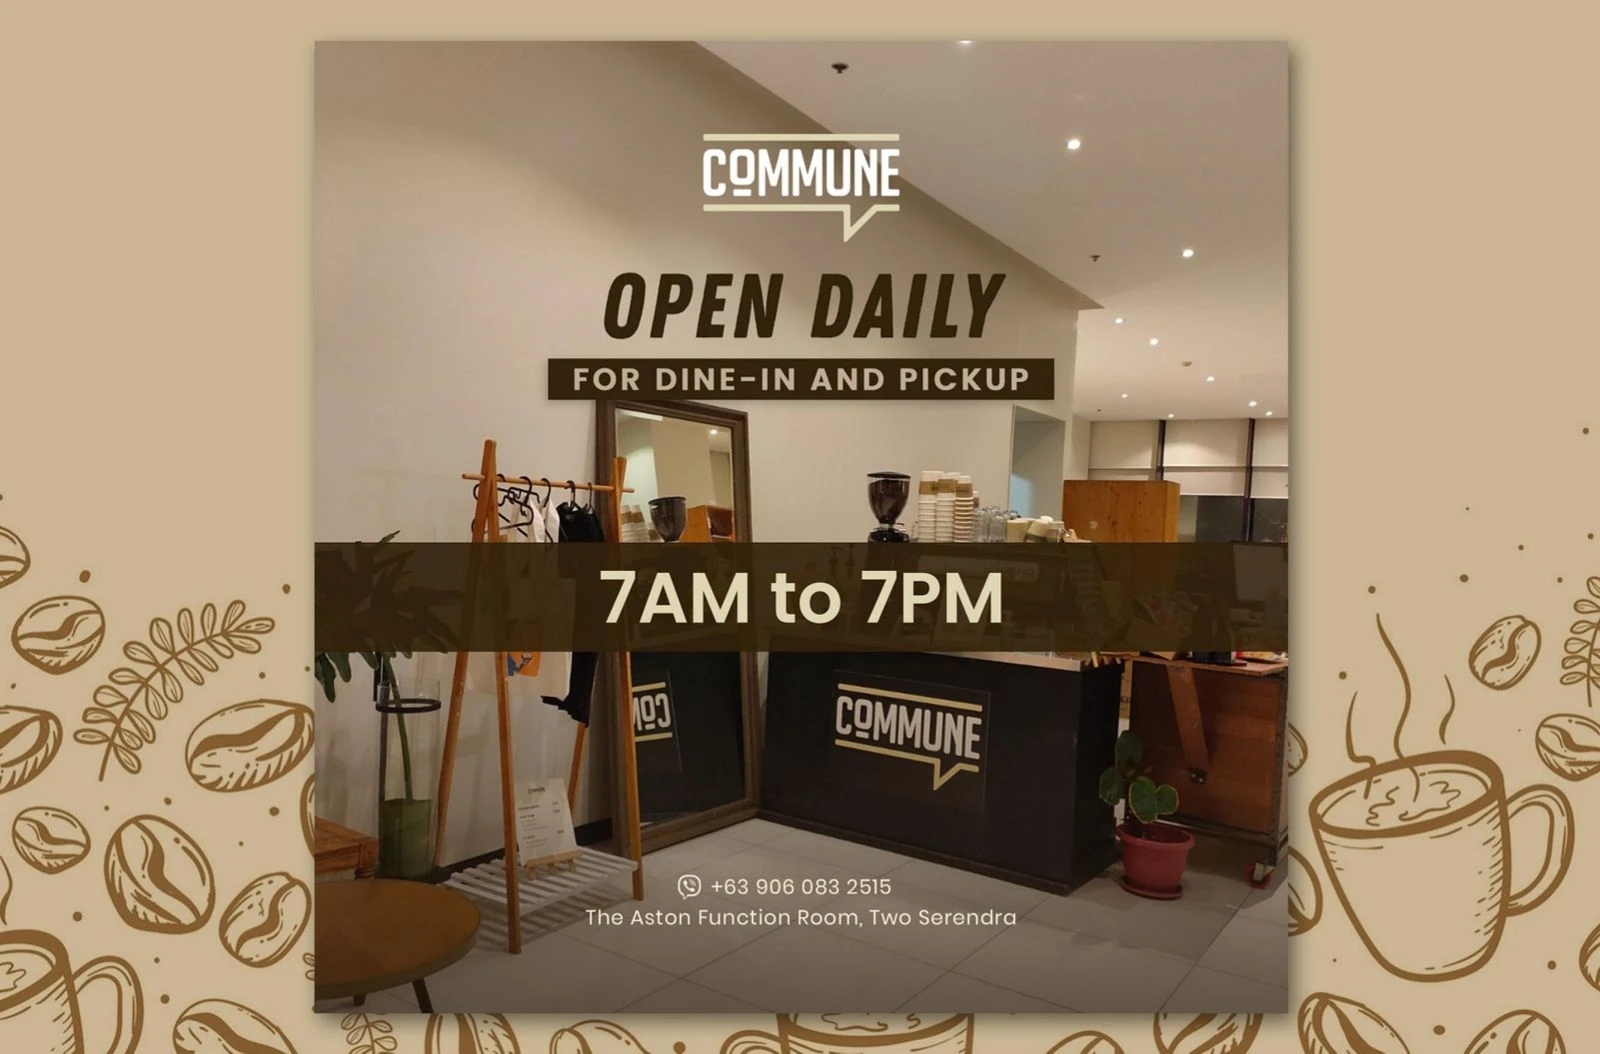 COMMUNE
OPEN DAILY
FOR DINE-IN AND PICKUP
7AM to 7PM
COM
COMMUNE
+63 906 083 2515
The Aston Function Room, Two Serendra